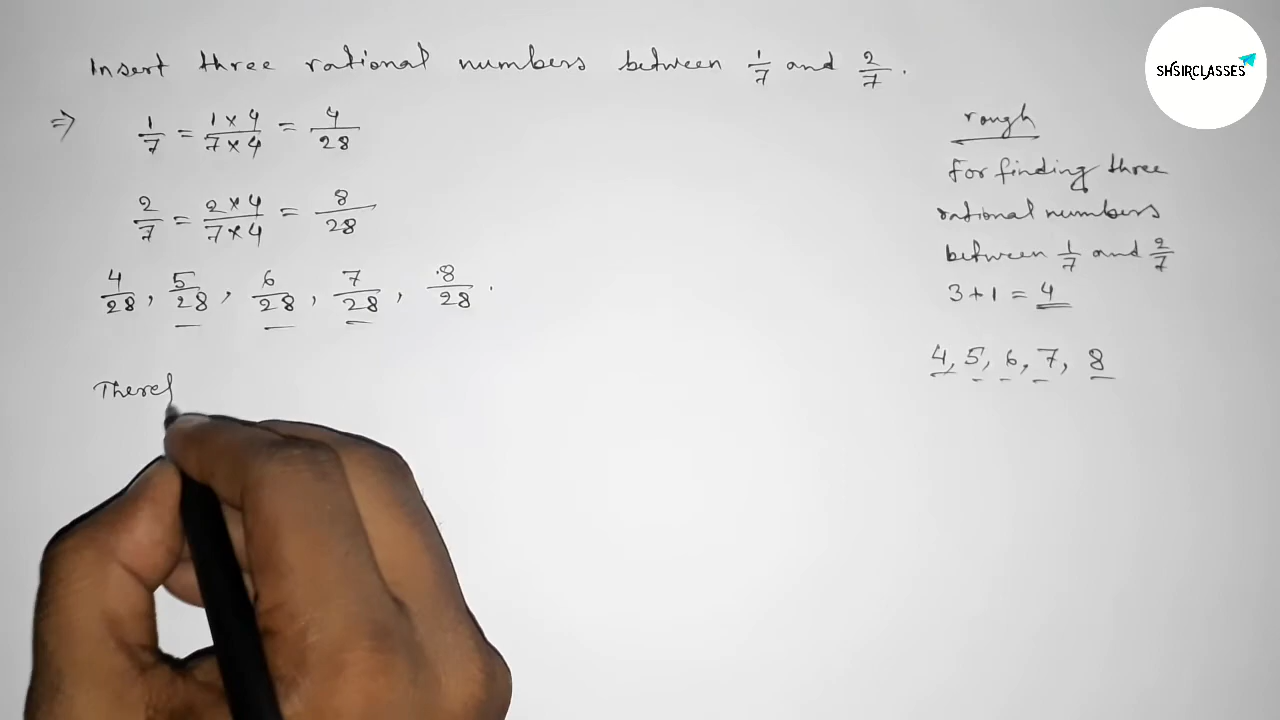 Insert three rational numbers between 1/7 and 2/7.
⇒ 1/7 = 1×4/7×4 = 4/28
2/7 = 2×4/7×4 = 8/28
4/28, 5/28, 6/28, 7/28, 8/28.
Theref
SHSIRCLASSES
rough
For finding three
rational numbers
between 1/7 and 2/7
3+1 = 4
4, 5, 6, 7, 8